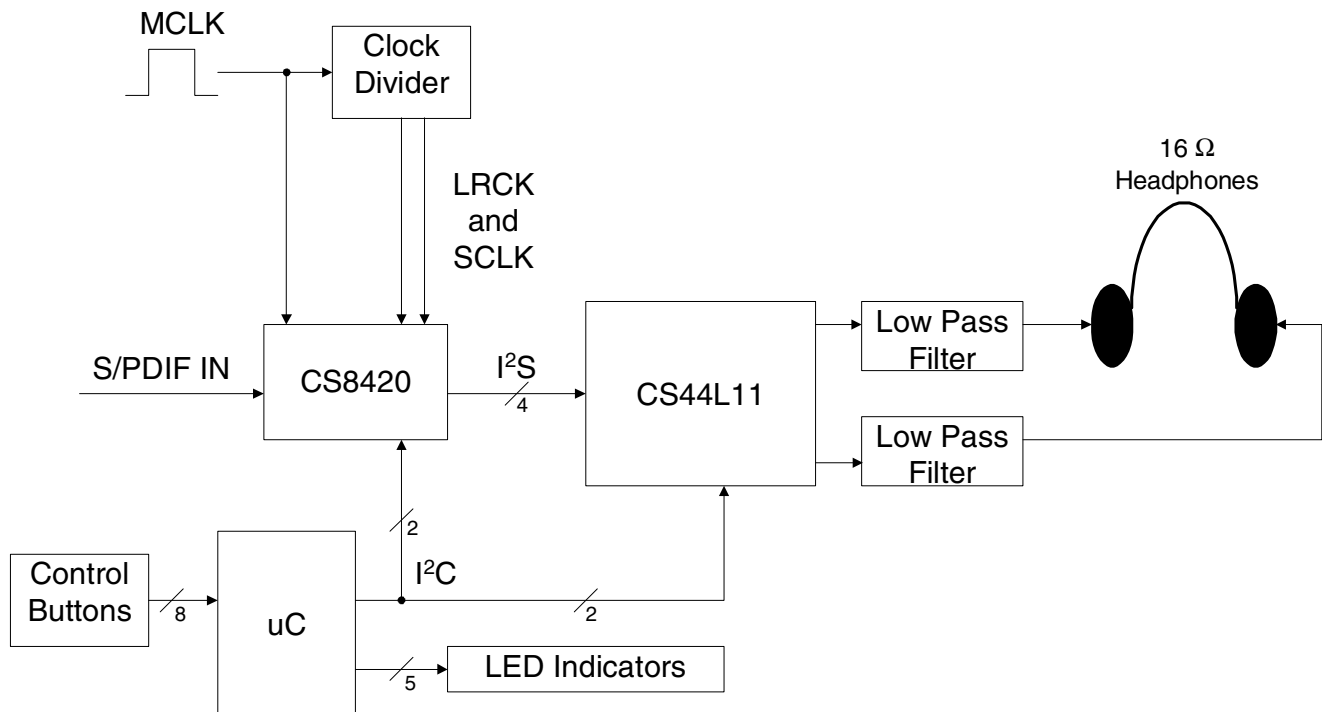 MCLK
Clock
Divider
LRCK
and
SCLK
16 Ω
Headphones
S/PDIF IN
CS8420
I²S
4
CS44L11
Low Pass
Filter
Low Pass
Filter
2
Control
Buttons
8
uC
I²C
2
5
LED Indicators